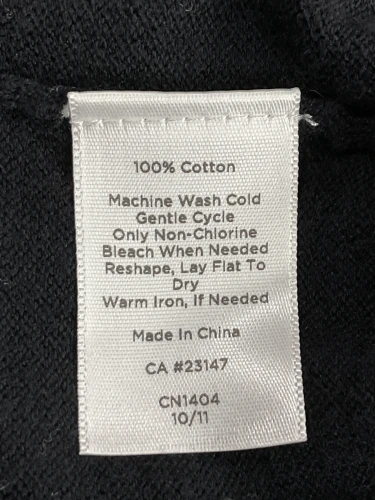 100% Cotton
Machine Wash Cold
Gentle Cycle
Only Non-Chlorine
Bleach When Needed
Reshape, Lay Flat To
Dry
Warm Iron, If Needed
Made In China
CA #23147
CN1404
10/11